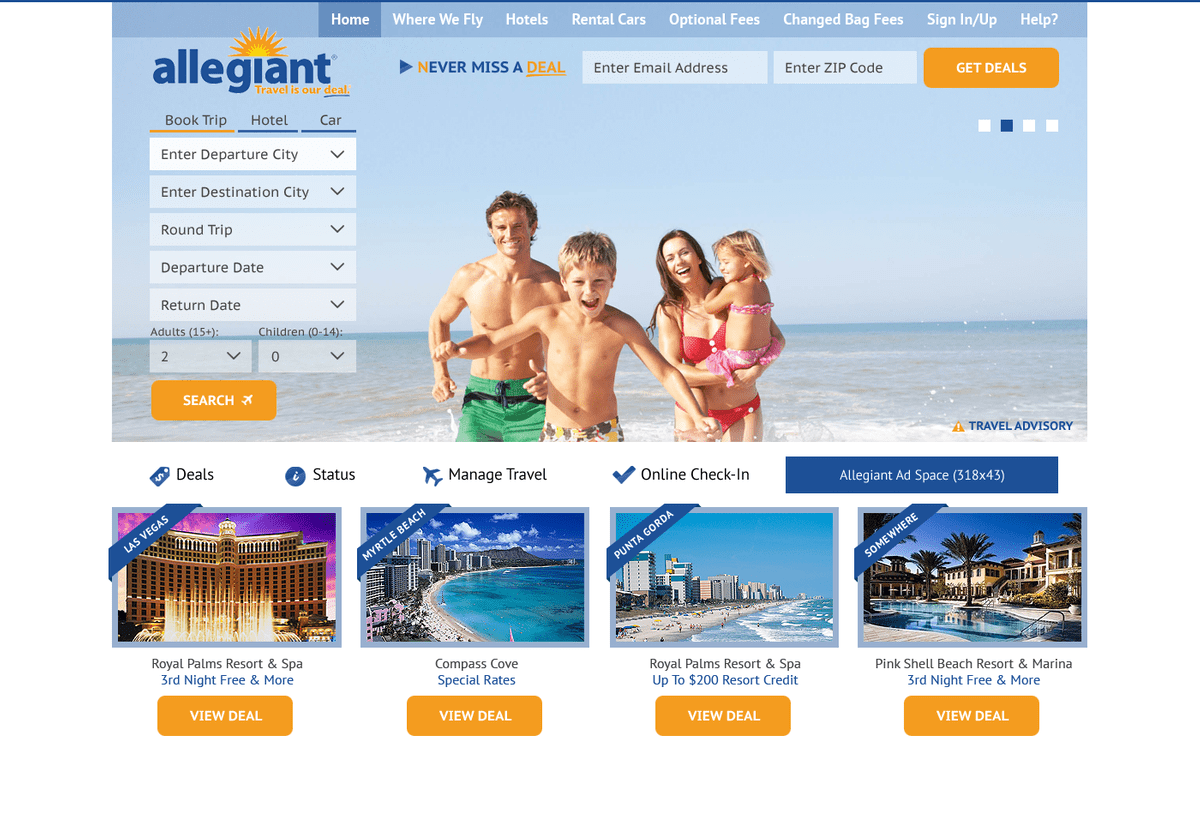 Home Where We Fly Hotels Rental Cars Optional Fees Changed Bag Fees Sign In/Up Help?
allegiant®
Travel is our deal.
NEVER MISS A DEAL Enter Email Address Enter ZIP Code GET DEALS
Book Trip Hotel Car
Enter Departure City
Enter Destination City
Round Trip
Departure Date
Return Date
Adults (15+): Children (0-14):
2 0
SEARCH
TRAVEL ADVISORY
Deals Status Manage Travel Online Check-In Allegiant Ad Space (318x43)
LAS VEGAS MYRTLE BEACH PUNTA GORDA SOMEWHERE
Royal Palms Resort & Spa Compass Cove Royal Palms Resort & Spa Pink Shell Beach Resort & Marina
3rd Night Free & More Special Rates Up To $200 Resort Credit 3rd Night Free & More
VIEW DEAL VIEW DEAL VIEW DEAL VIEW DEAL